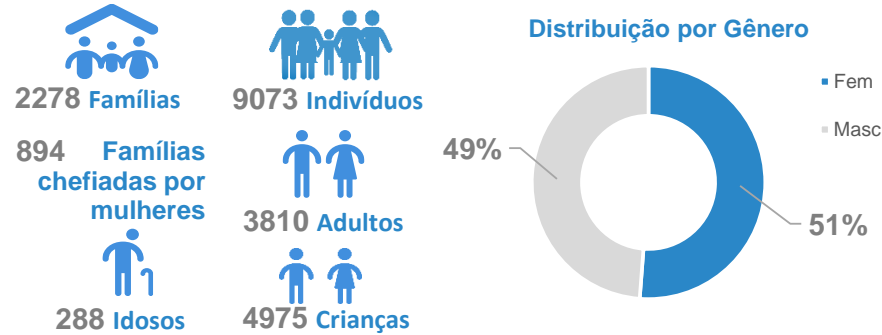 2278 Famílias
9073 Indivíduos
894 Famílias
chefiadas por
mulheres
3810 Adultos
288 Idosos
4975 Crianças
Distribuição por Gênero
Fem
Masc
49%
51%